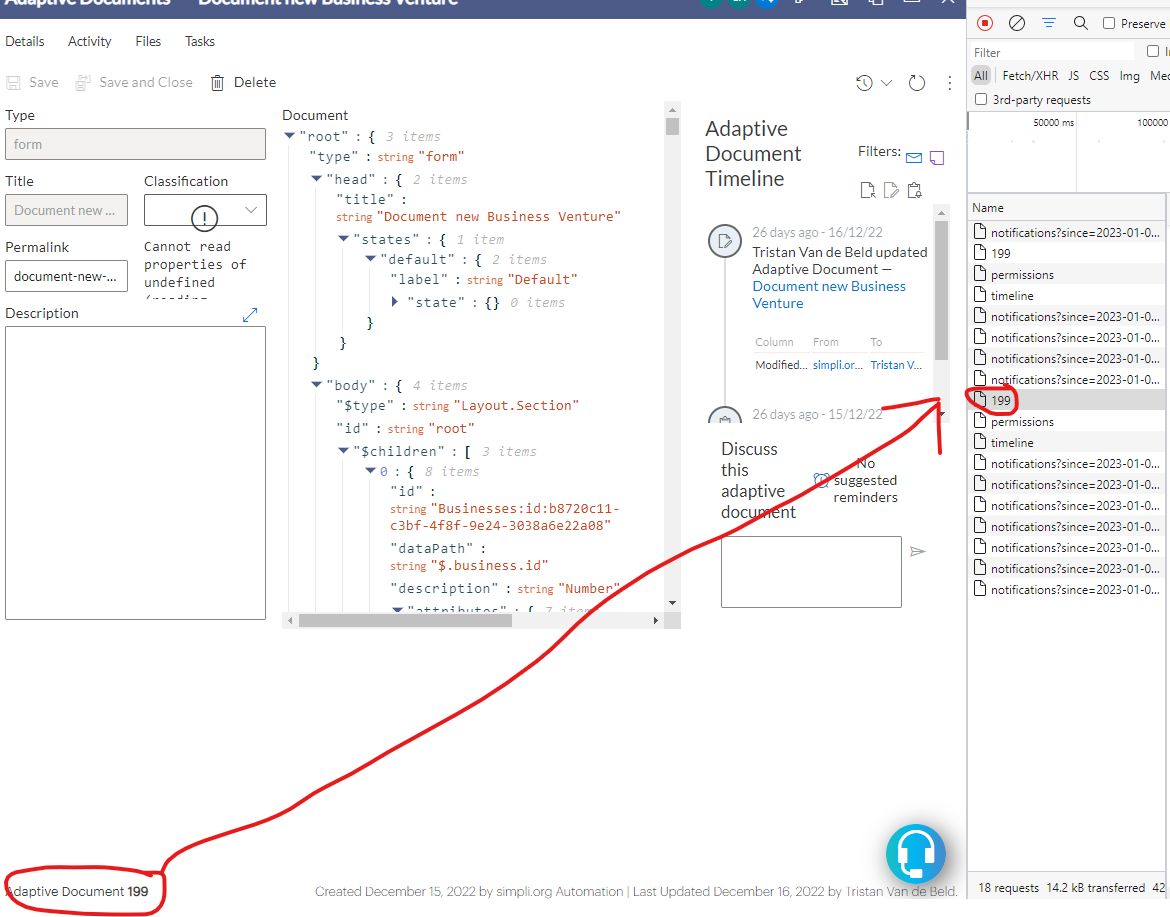 Adaptive Documents Document new Business Venture
Details Activity Files Tasks
Save Save and Close Delete
Type
form
Title Classification
Document new ...
Permalink
document-new-...
Cannot read
properties of
undefined
Description
Document
"root" : { 3 items
"type" : string "form"
"head" : { 2 items
"title" :
string "Document new Business Venture"
"states" : { 1 item
"default" : { 2 items
"label" : string "Default"
"state" : {} 0 items
}
}
}
"body" : { 4 items
"$type" : string "Layout.Section"
"id" : string "root"
"$children" : [ 3 items
0 : { 8 items
"id" :
string "Businesses:id:b8720c11-
c3bf-4f8f-9e24-3038a6e22a08"
"dataPath" :
string "$.business.id"
"description" : string "Number"
"attributes" : { 7 items
Adaptive
Document
Timeline
Filters:
26 days ago - 16/12/22
Tristan Van de Beld updated
Adaptive Document —
Document new Business
Venture
Column From To
Modified... simpli.or... Tristan V...
26 days ago - 15/12/22
Discuss
this
adaptive
document
No
suggested
reminders
Adaptive Document 199
Created December 15, 2022 by simpli.org Automation | Last Updated December 16, 2022 by Tristan Van de Beld.
Preserve
Filter
All Fetch/XHR JS CSS Img Med
3rd-party requests
50000 ms 100000
Name
notifications?since=2023-01-0...
199
permissions
timeline
notifications?since=2023-01-0...
notifications?since=2023-01-0...
notifications?since=2023-01-0...
notifications?since=2023-01-0...
199
permissions
timeline
notifications?since=2023-01-0...
notifications?since=2023-01-0...
notifications?since=2023-01-0...
notifications?since=2023-01-0...
notifications?since=2023-01-0...
notifications?since=2023-01-0...
notifications?since=2023-01-0...
18 requests 14.2 kB transferred 42